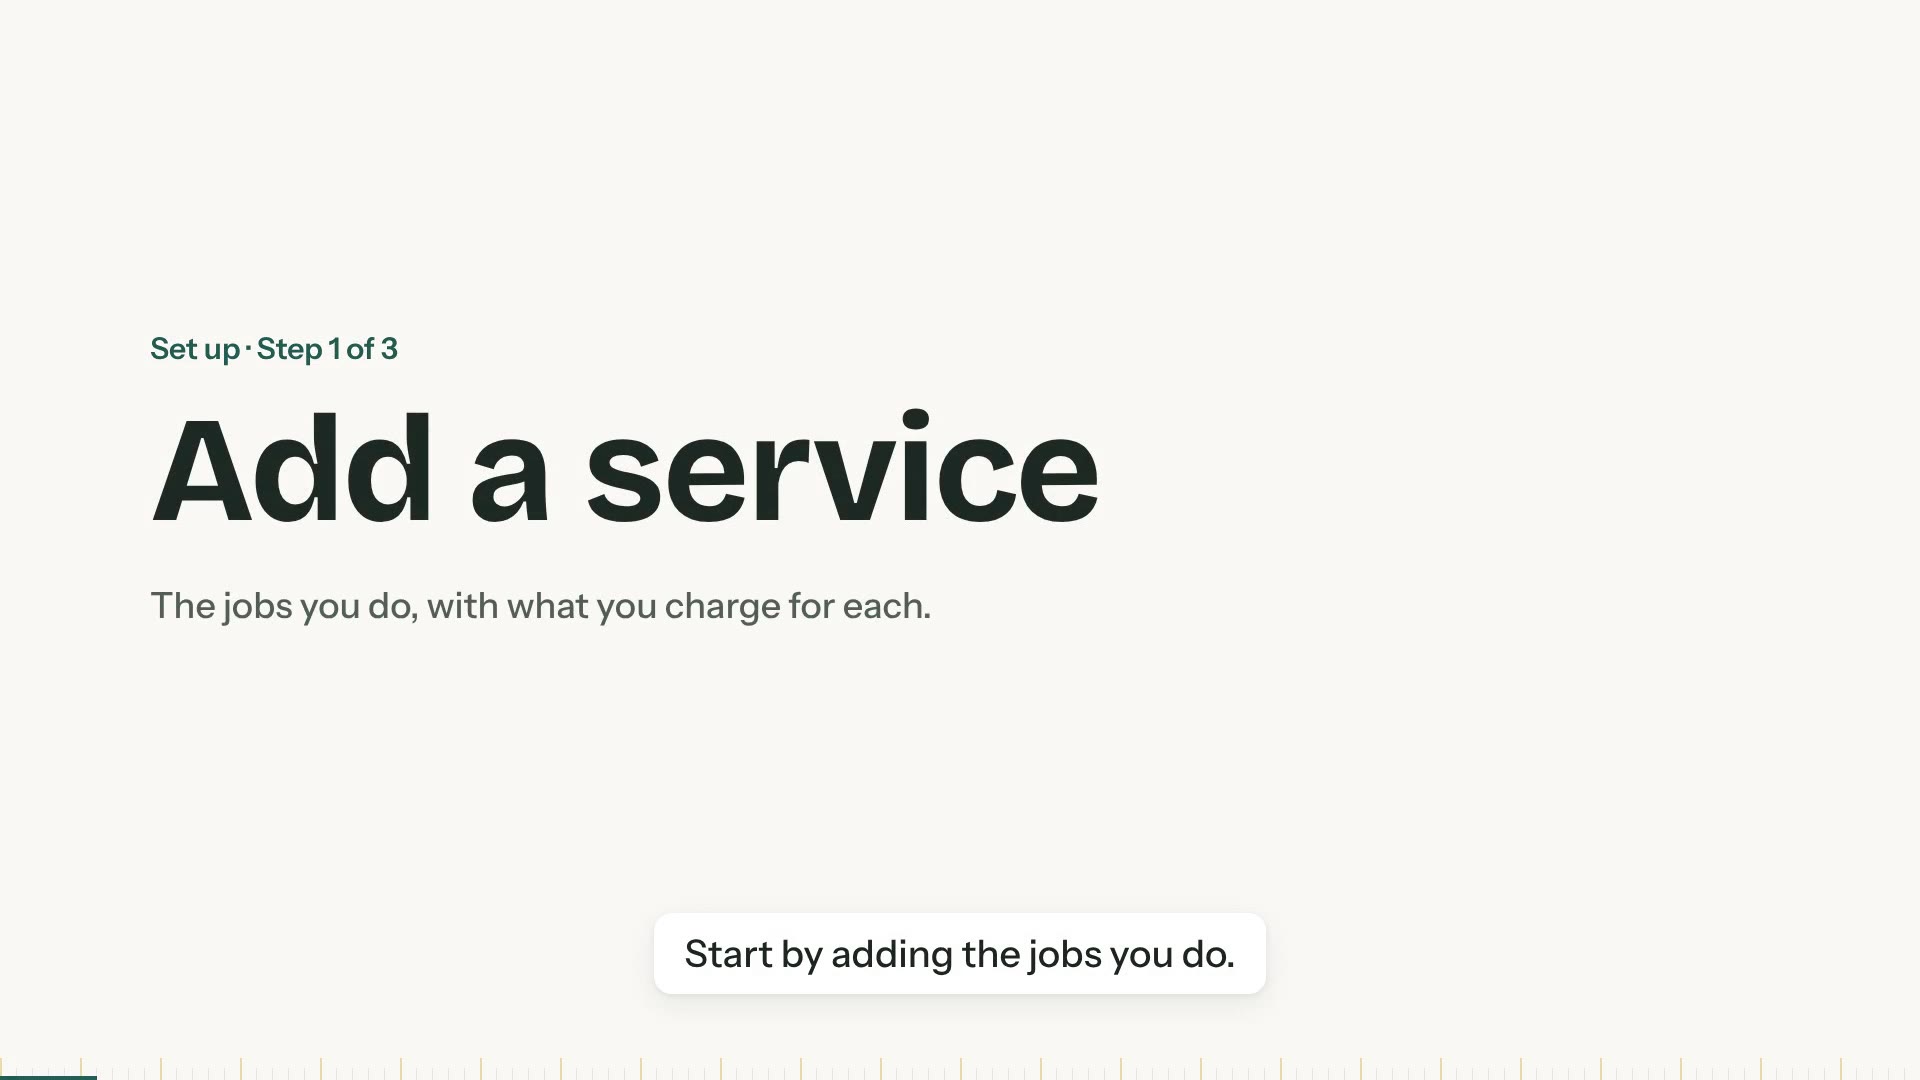 Set up · Step 1 of 3
Add a service
The jobs you do, with what you charge for each.
Start by adding the jobs you do.